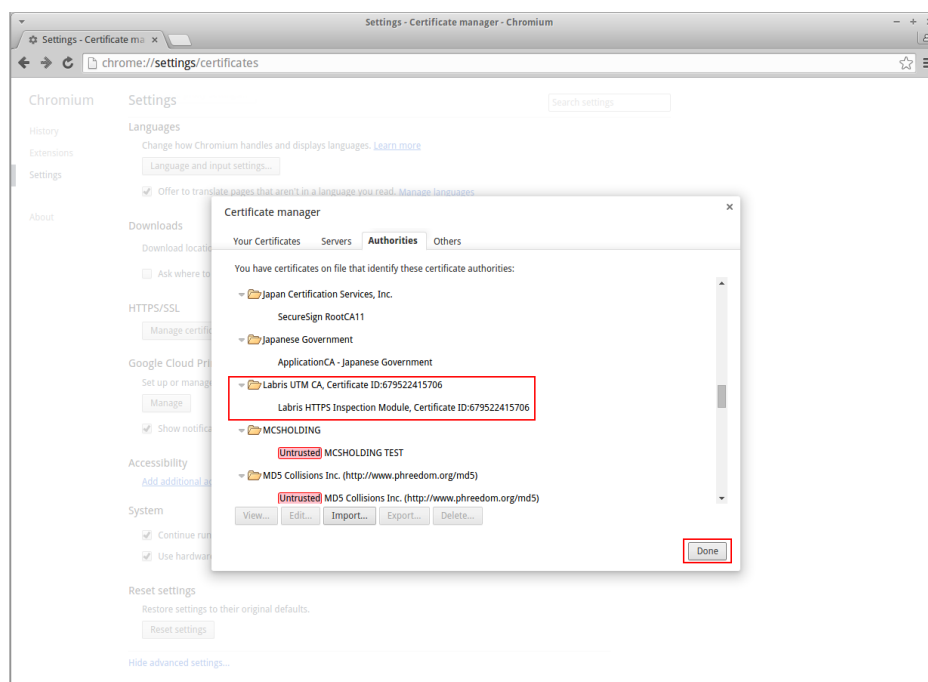 Settings - Certificate manager - Chromium
Settings - Certificate ma
chrome://settings/certificates
Chromium
Settings
Search settings
History
Extensions
Settings
About
Languages
Change how Chromium handles and displays languages. Learn more
Language and input settings...
Offer to translate pages that aren't in a language you read. Manage languages
Downloads
Download locatio
Ask where to
HTTPS/SSL
Manage certific
Google Cloud Pri
Set up or manage
Manage
Show notifica
Accessibility
Add additional a
System
Continue run
Use hardwar
Reset settings
Restore settings to their original defaults.
Reset settings
Hide advanced settings...
Certificate manager
Your Certificates Servers Authorities Others
You have certificates on file that identify these certificate authorities:
Japan Certification Services, Inc.
SecureSign RootCA11
Japanese Government
ApplicationCA - Japanese Government
Labris UTM CA, Certificate ID:679522415706
Labris HTTPS Inspection Module, Certificate ID:679522415706
MCSHOLDING
Untrusted MCSHOLDING TEST
MD5 Collisions Inc. (http://www.phreedom.org/md5)
Untrusted MD5 Collisions Inc. (http://www.phreedom.org/md5)
View... Edit... Import... Export... Delete...
Done